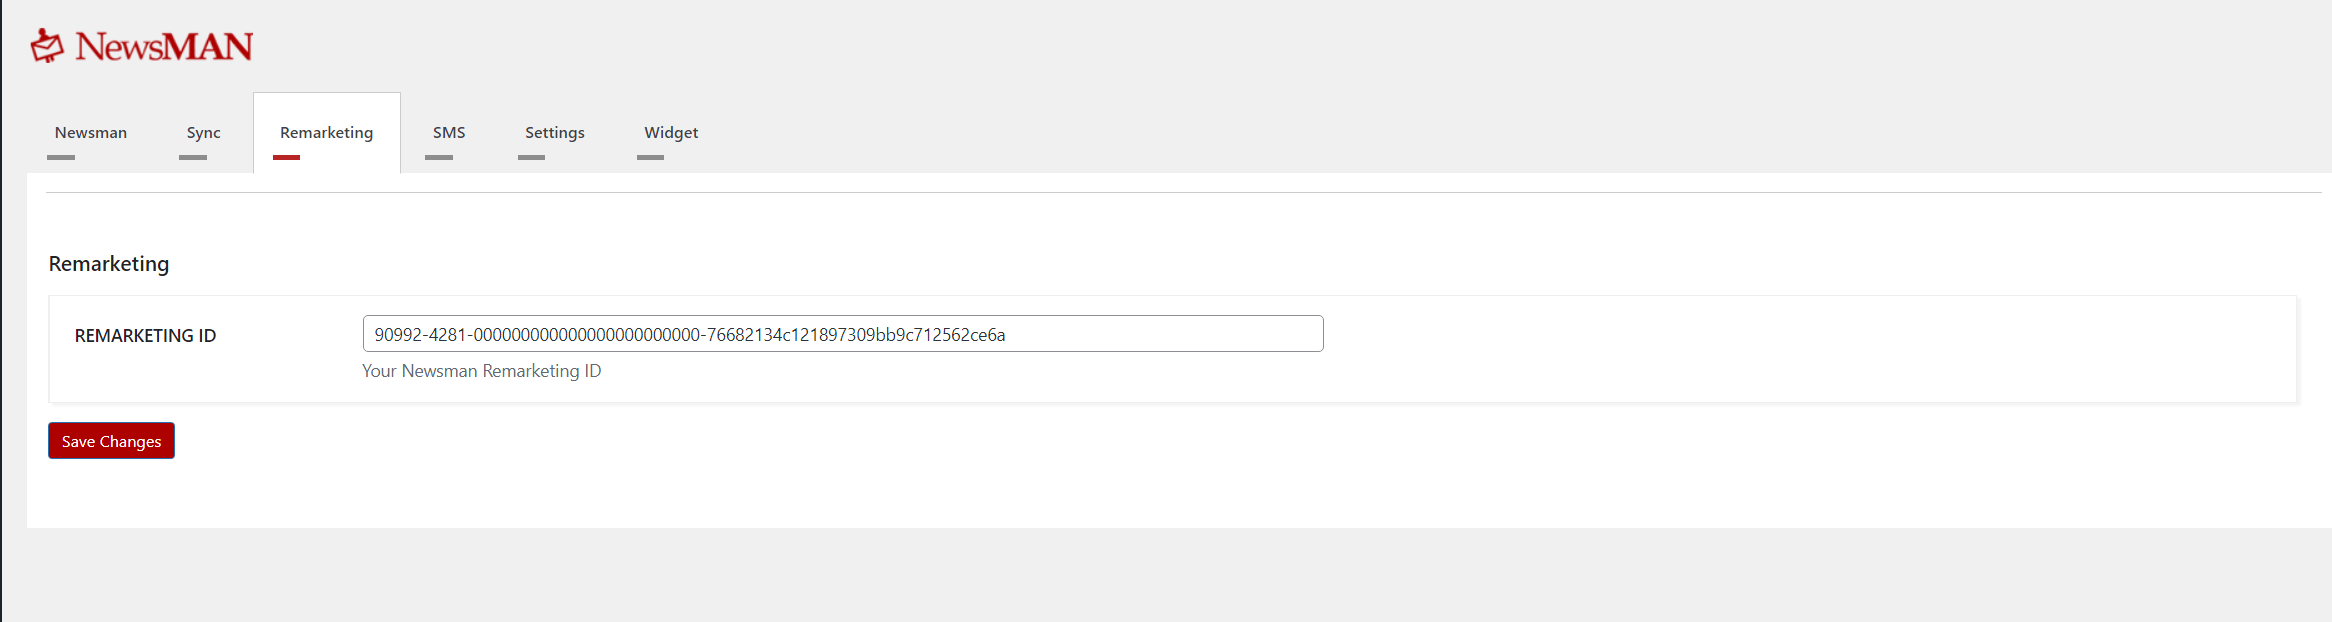 NewsMAN
Newsman Sync Remarketing SMS Settings Widget
Remarketing
REMARKETING ID
90992-4281-000000000000000000000000-76682134c121897309bb9c712562ce6a
Your Newsman Remarketing ID
Save Changes